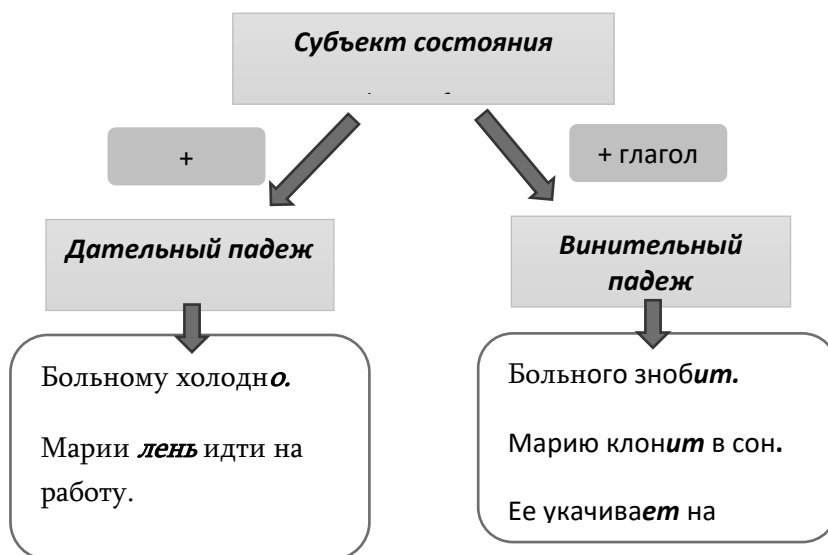 Субъект состояния
+
+ глагол
Дательный падеж
Винительный
падеж
Больному холодно.
Марии лень идти на
работу.
Больного знобит.
Марию клонит в сон.
Ее укачивает на